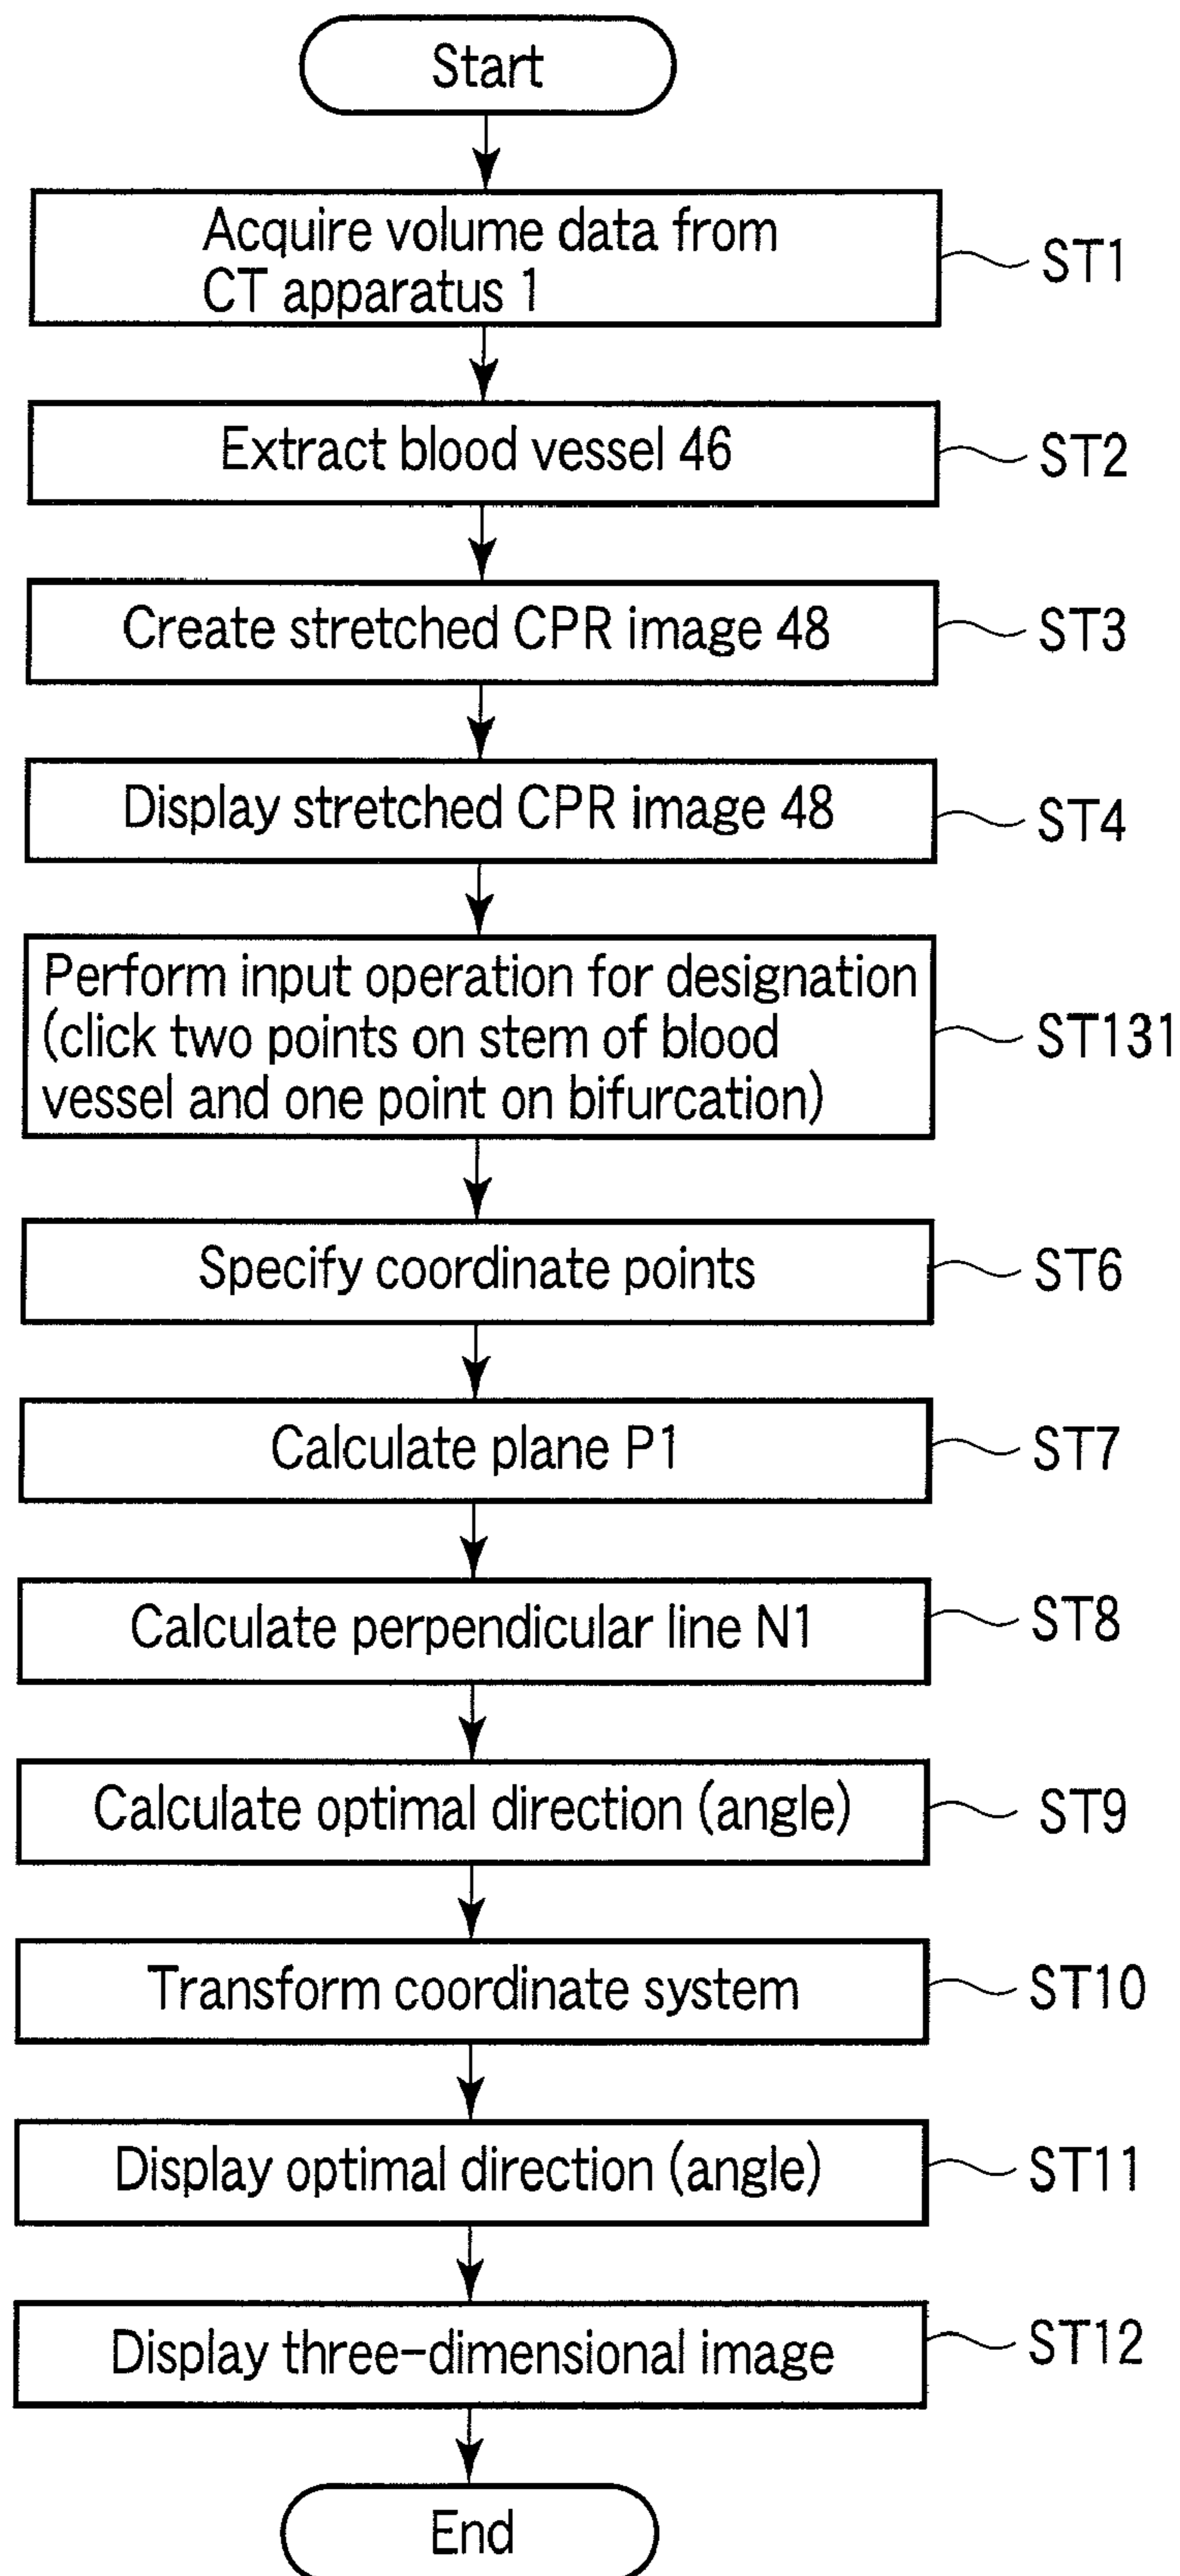 Start
Acquire volume data from
CT apparatus 1
ST1
Extract blood vessel 46
ST2
Create stretched CPR image 48
ST3
Display stretched CPR image 48
ST4
Perform input operation for designation
(click two points on stem of blood
vessel and one point on bifurcation)
ST131
Specify coordinate points
ST6
Calculate plane P1
ST7
Calculate perpendicular line N1
ST8
Calculate optimal direction (angle)
ST9
Transform coordinate system
ST10
Display optimal direction (angle)
ST11
Display three-dimensional image
ST12
End